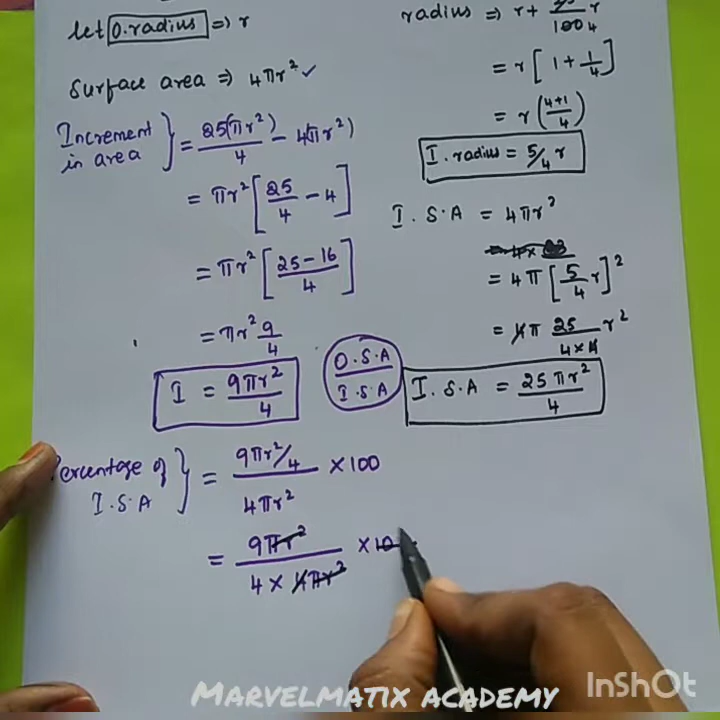 let O.radius ⇒ r
Surface area ⇒ 4πr² ✓
Increment in area } = 25(πr²)/4 − 4(πr²)
= πr² [25/4 − 4]
= πr² [(25−16)/4]
= πr² 9/4
I = 9πr²/4
radius ⇒ r + /100 4 r
= r [1 + 1/4]
= r ((4+1)/4)
I. radius = 5/4 r
I. S.A = 4πr²
= 4π [5/4 r]²
= 4π 25/(4×4) r²
I. S.A = 25πr²/4
O.S.A/I.S.A
Percentage of I.S.A } = (9πr²/4)/(4πr²) × 100
= 9πr²/(4 × 4πr²) × 10
MARVELMATIX ACADEMY
InShOt